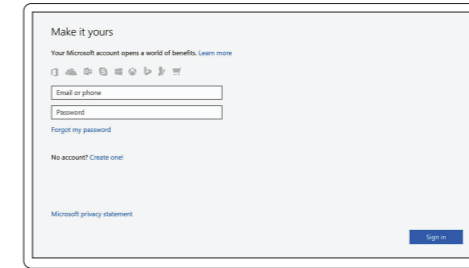 Make it yours
Your Microsoft account opens a world of benefits. Learn more
Email or phone
Password
Forgot my password
No account? Create one!
Microsoft privacy statement
Sign in